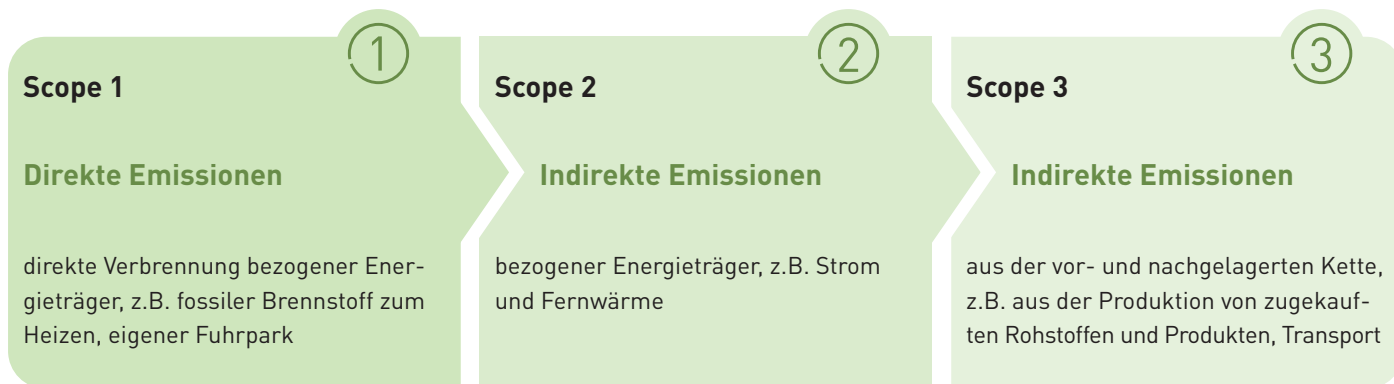 1
Scope 1
Direkte Emissionen
direkte Verbrennung bezogener Ener-
gieträger, z.B. fossiler Brennstoff zum
Heizen, eigener Fuhrpark
2
Scope 2
Indirekte Emissionen
bezogener Energieträger, z.B. Strom
und Fernwärme
3
Scope 3
Indirekte Emissionen
aus der vor- und nachgelagerten Kette,
z.B. aus der Produktion von zugekauf-
ten Rohstoffen und Produkten, Transport